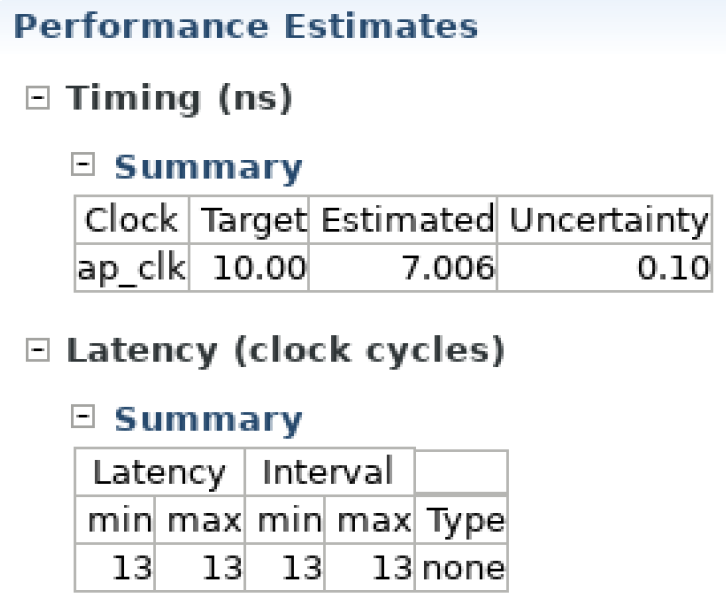 Performance Estimates
Timing (ns)
Summary
Clock Target Estimated Uncertainty
ap_clk 10.00 7.006 0.10
Latency (clock cycles)
Summary
Latency Interval
min max min max Type
13 13 13 13 none